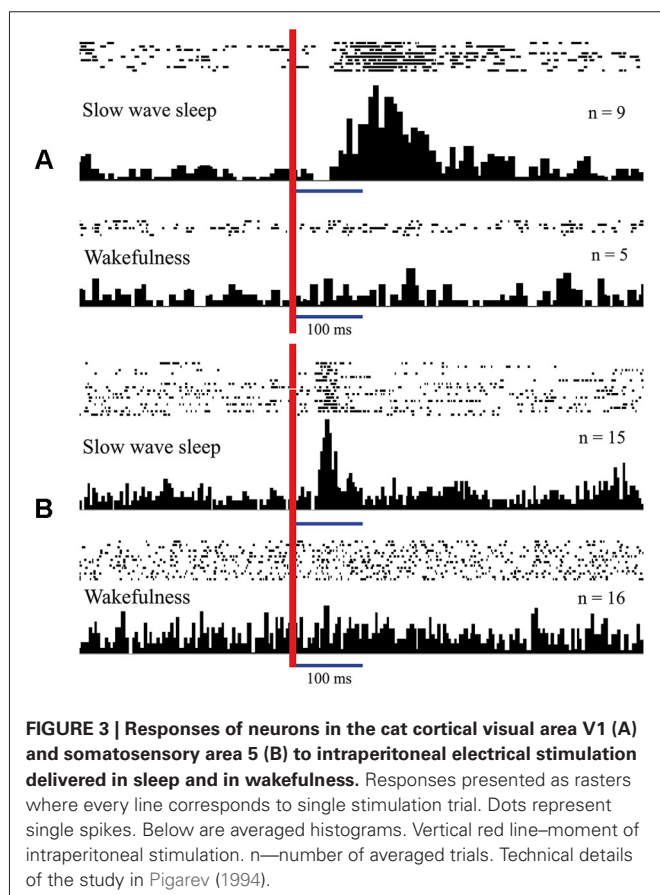 Slow wave sleep
n = 9
A
Wakefulness
n = 5
100 ms
Slow wave sleep
n = 15
B
Wakefulness
n = 16
100 ms
FIGURE 3 | Responses of neurons in the cat cortical visual area V1 (A)
and somatosensory area 5 (B) to intraperitoneal electrical stimulation
delivered in sleep and in wakefulness. Responses presented as rasters
where every line corresponds to single stimulation trial. Dots represent
single spikes. Below are averaged histograms. Vertical red line–moment of
intraperitoneal stimulation. n—number of averaged trials. Technical details
of the study in Pigarev (1994).